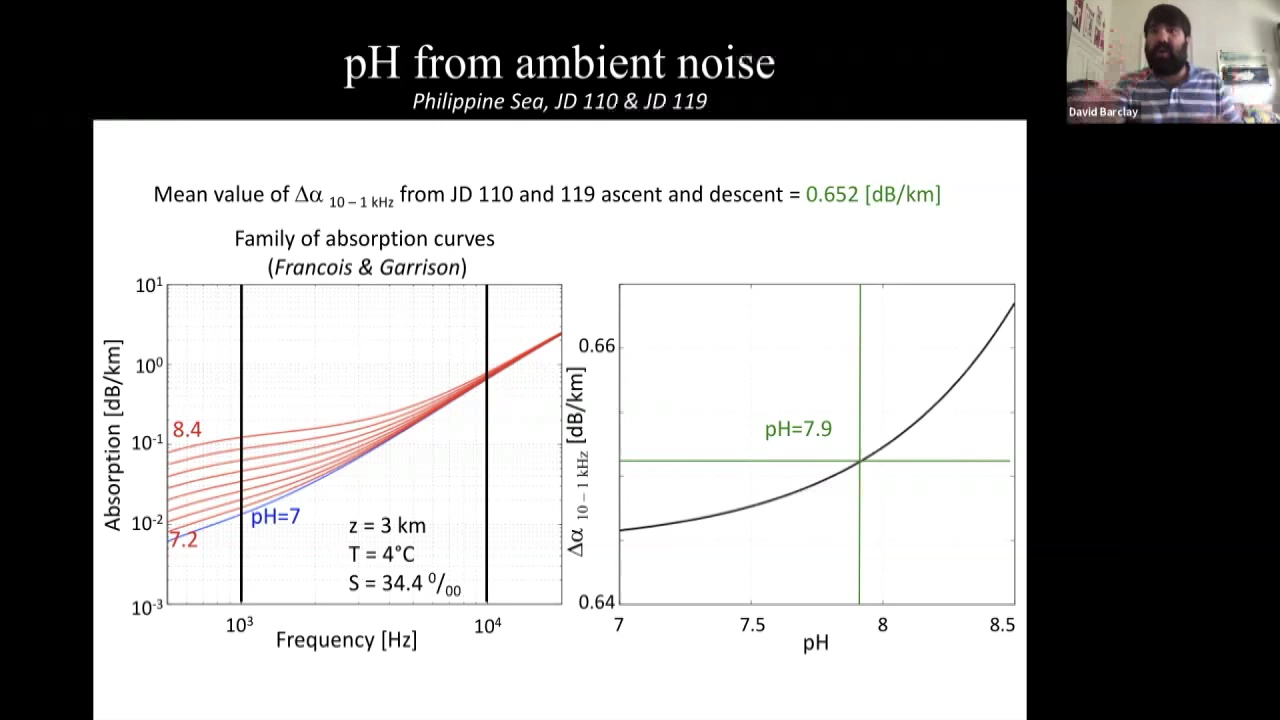 pH from ambient noise
Philippine Sea, JD 110 & JD 119
David Barclay
Mean value of Δα 10 – 1 kHz from JD 110 and 119 ascent and descent = 0.652 [dB/km]
Family of absorption curves
(Francois & Garrison)
Absorption [dB/km]
10¹
10⁰
10⁻¹
10⁻²
10⁻³
8.4
7.2
pH=7
z = 3 km
T = 4°C
S = 34.4 ⁰/₀₀
10³
10⁴
Frequency [Hz]
Δα 10 – 1 kHz [dB/km]
0.66
0.64
pH=7.9
7
7.5
8
8.5
pH